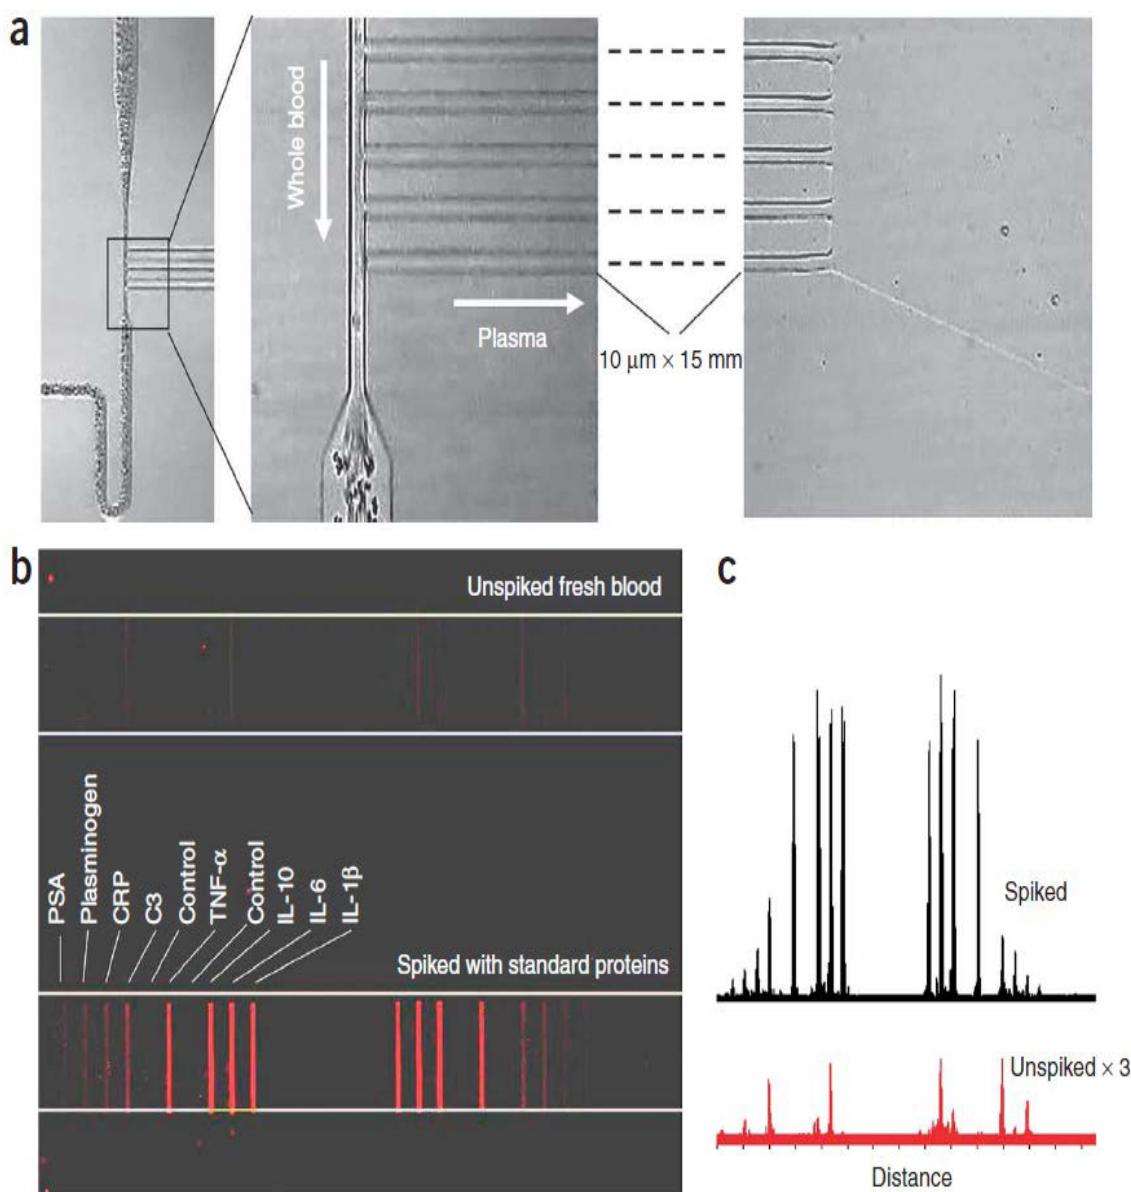 a
Whole blood
Plasma
10 μm × 15 mm
b
Unspiked fresh blood
PSA
Plasminogen
CRP
C3
Control
TNF-α
Control
IL-10
IL-6
IL-1β
Spiked with standard proteins
c
Spiked
Unspiked × 3
Distance